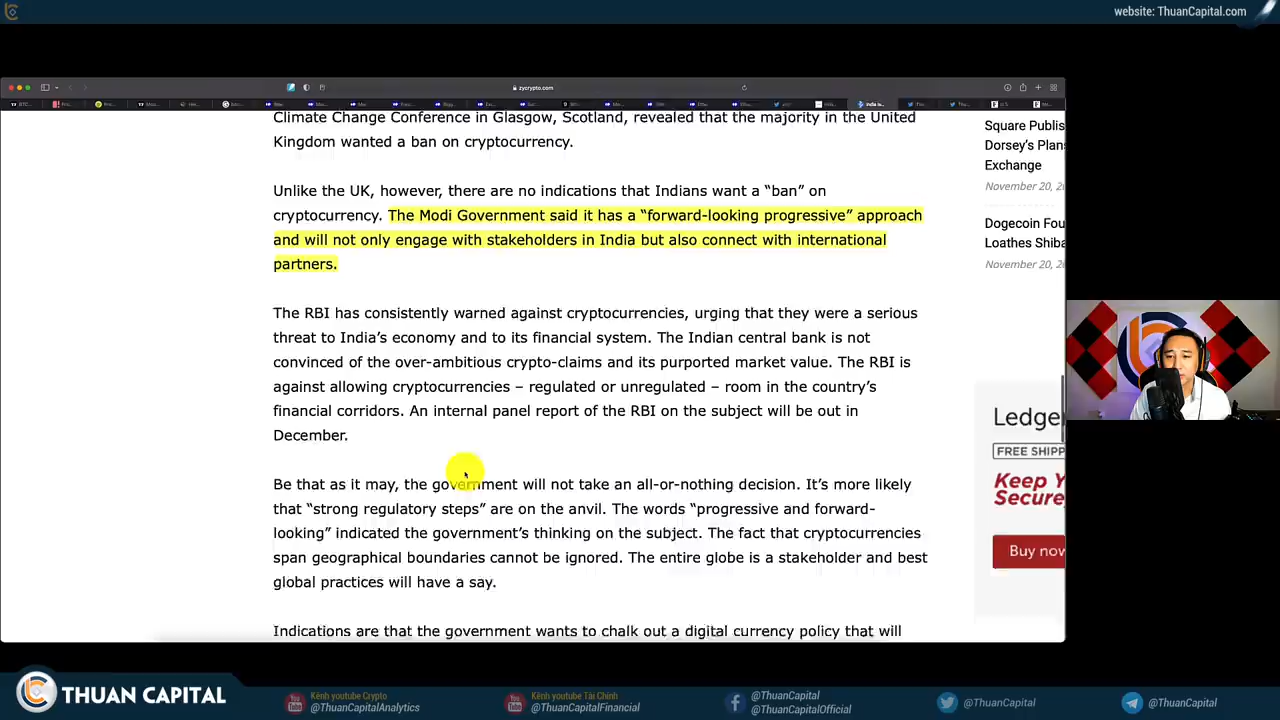 website: ThuanCapital.com
zycrypto.com
Climate Change Conference in Glasgow, Scotland, revealed that the majority in the United
Kingdom wanted a ban on cryptocurrency.
Unlike the UK, however, there are no indications that Indians want a “ban” on
cryptocurrency. The Modi Government said it has a “forward-looking progressive” approach
and will not only engage with stakeholders in India but also connect with international
partners.
The RBI has consistently warned against cryptocurrencies, urging that they were a serious
threat to India’s economy and to its financial system. The Indian central bank is not
convinced of the over-ambitious crypto-claims and its purported market value. The RBI is
against allowing cryptocurrencies – regulated or unregulated – room in the country’s
financial corridors. An internal panel report of the RBI on the subject will be out in
December.
Be that as it may, the government will not take an all-or-nothing decision. It’s more likely
that “strong regulatory steps” are on the anvil. The words “progressive and forward-
looking” indicated the government’s thinking on the subject. The fact that cryptocurrencies
span geographical boundaries cannot be ignored. The entire globe is a stakeholder and best
global practices will have a say.
Indications are that the government wants to chalk out a digital currency policy that will
Square Publis
Dorsey’s Plan
Exchange
November 20, 2
Dogecoin Fou
Loathes Shiba
November 20, 2
Ledge
FREE SHIPP
Keep Y
Secure
Buy now
THUAN CAPITAL
Kênh youtube Crypto
@ThuanCapitalAnalytics
Kênh youtube Tài Chính
@ThuanCapitalFinancial
@ThuanCapital
@ThuanCapitalOfficial
@ThuanCapital
@ThuanCapital